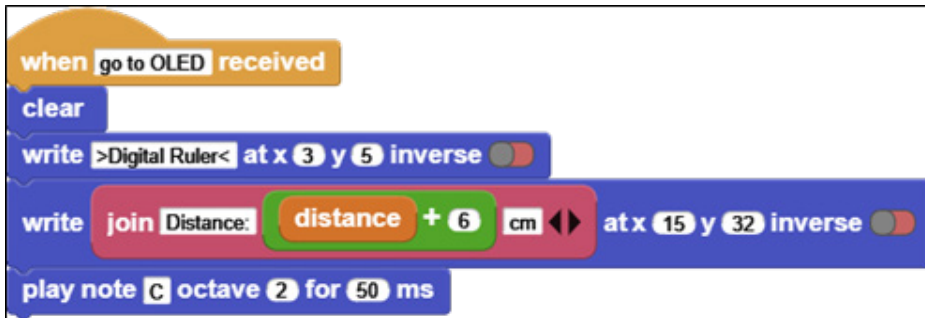 when go to OLED received
clear
write >Digital Ruler< at x 3 y 5 inverse
write join Distance: distance + 6 cm at x 15 y 32 inverse
play note C octave 2 for 50 ms